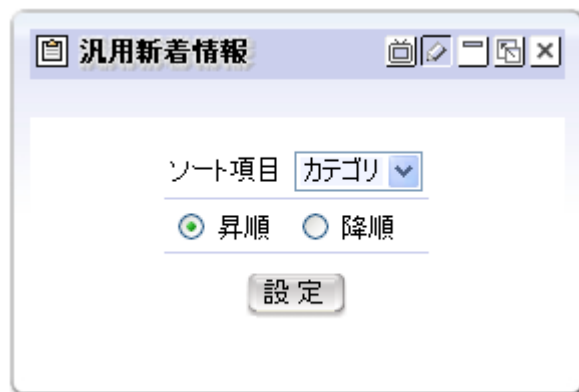 汎用新着情報
ソート項目 カテゴリ
昇順 降順
設定